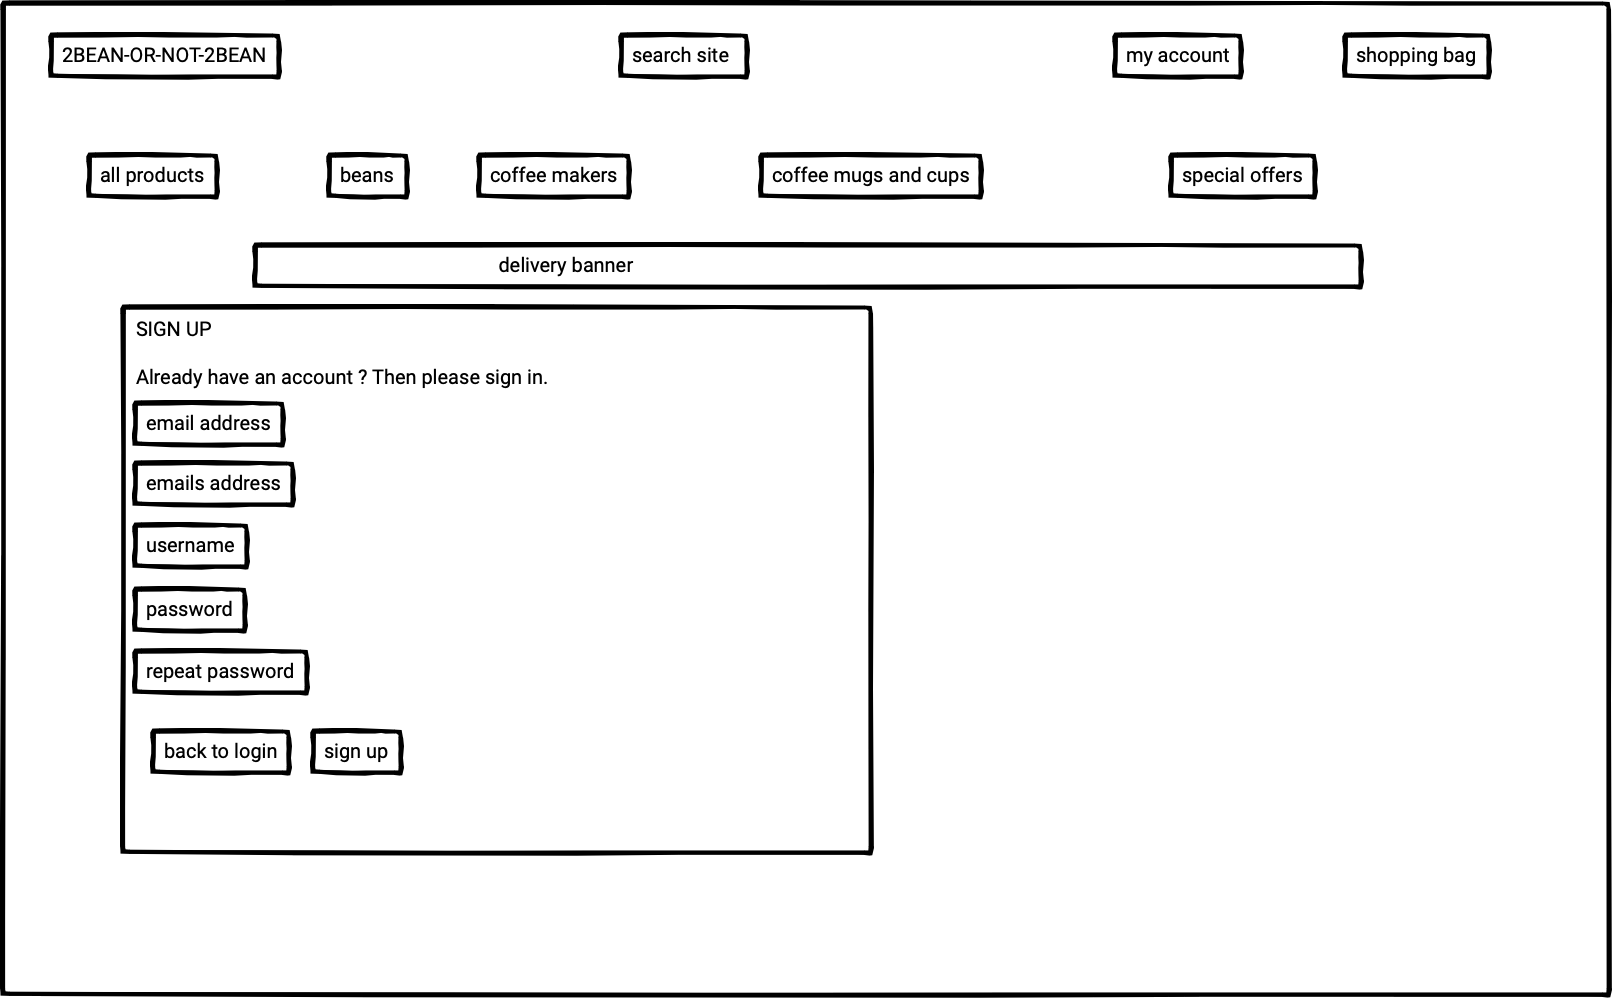 2BEAN-OR-NOT-2BEAN
search site
my account
shopping bag
all products
beans
coffee makers
coffee mugs and cups
special offers
delivery banner
SIGN UP
Already have an account ? Then please sign in.
email address
emails address
username
password
repeat password
back to login
sign up